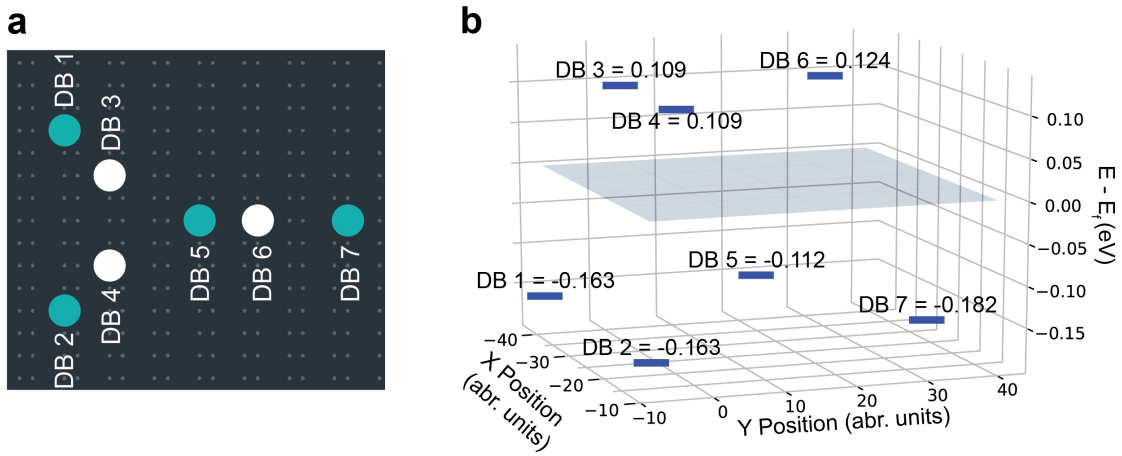 a
DB 1
DB 3
DB 5
DB 6
DB 7
DB 4
DB 2
b
DB 3 = 0.109
DB 6 = 0.124
DB 4 = 0.109
DB 5 = -0.112
DB 1 = -0.163
DB 7 = -0.182
DB 2 = -0.163
0.10
0.05
0.00
−0.05
−0.10
−0.15
E - Ef (eV)
−40
−30
−20
−10
X Position
(abr. units)
−10
0
10
20
30
40
Y Position (abr. units)